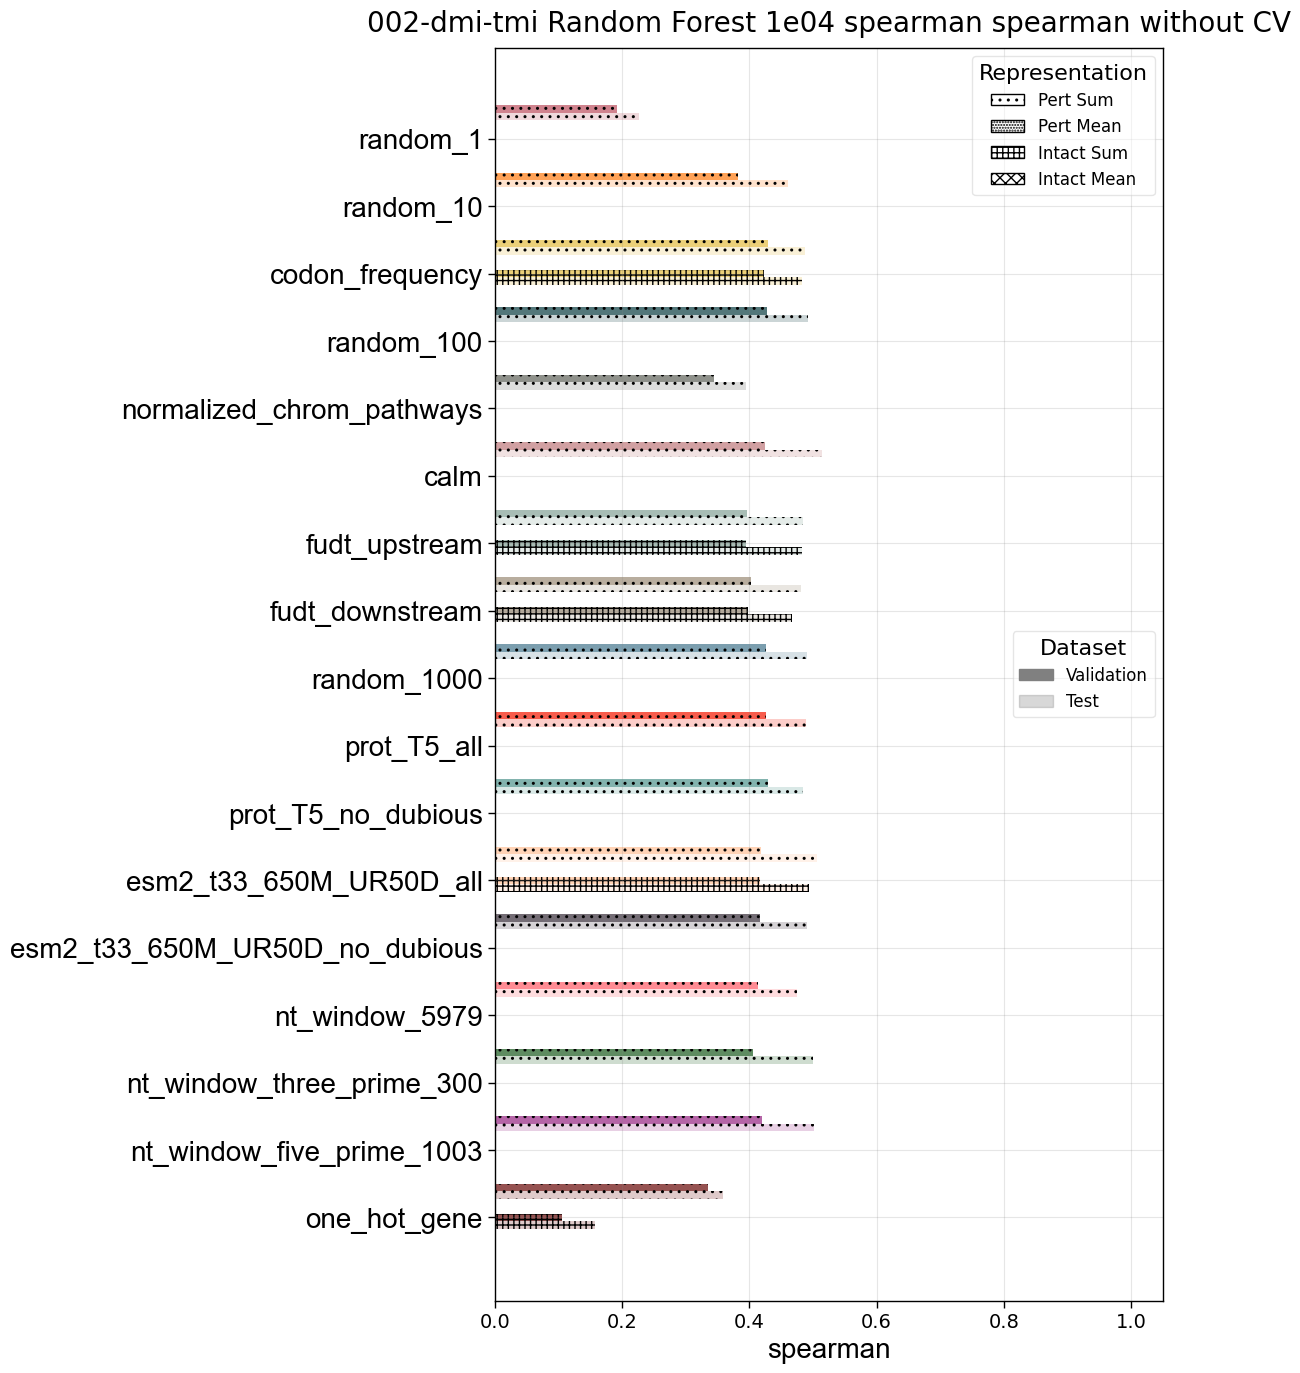 002-dmi-tmi Random Forest 1e04 spearman spearman without CV
Representation
Pert Sum
Pert Mean
Intact Sum
Intact Mean
random_1
random_10
codon_frequency
random_100
normalized_chrom_pathways
calm
fudt_upstream
fudt_downstream
random_1000
prot_T5_all
prot_T5_no_dubious
esm2_t33_650M_UR50D_all
esm2_t33_650M_UR50D_no_dubious
nt_window_5979
nt_window_three_prime_300
nt_window_five_prime_1003
one_hot_gene
Dataset
Validation
Test
0.0 0.2 0.4 0.6 0.8 1.0
spearman